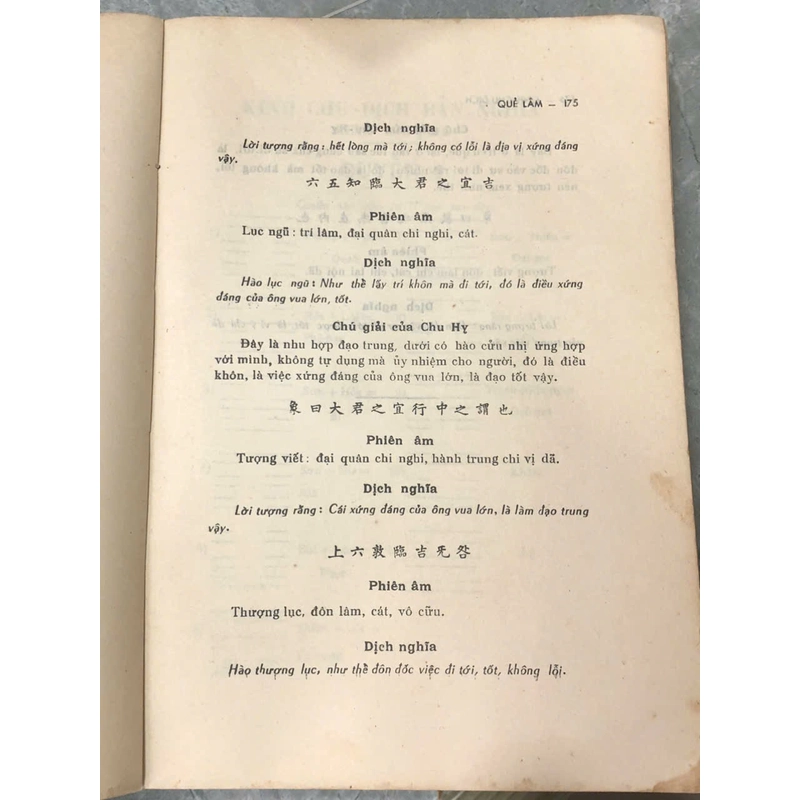 QUẺ LÂM — 175
Dịch nghĩa
Lời tượng rằng: hết lòng mà tới; không có lỗi là địa vị xứng đáng
vậy.
六五知臨大君之宜吉
Phiên âm
Luc ngũ : trí lâm, đại quân chi nghi, cát.
Dịch nghĩa
Hào lục ngũ: Như thể lấy trí khôn mà đi tới, đó là điều xứng
đáng của ông vua lớn, tốt.
Chú giải của Chu Hy
Đây là nhu hợp đạo trung, dưới có hào cửu nhị ứng hợp
với mình, không tự dụng mà ủy nhiệm cho người, đó là điều
khôn, là việc xứng đáng của ông vua lớn, là đạo tốt vậy.
象曰大君之宜行中之謂也
Phiên âm
Tượng viết : đại quân chi nghi, hành trung chi vị dã.
Dịch nghĩa
Lời tượng rằng: Cái xứng đáng của ông vua lớn, là làm đạo trung
vậy.
上六敦臨吉旡咎
Phiên âm
Thượng lục, đôn lâm, cát, vô cữu.
Dịch nghĩa
Hào thượng lục, như thể dôn dốc việc đi tới, tốt, không lỗi.